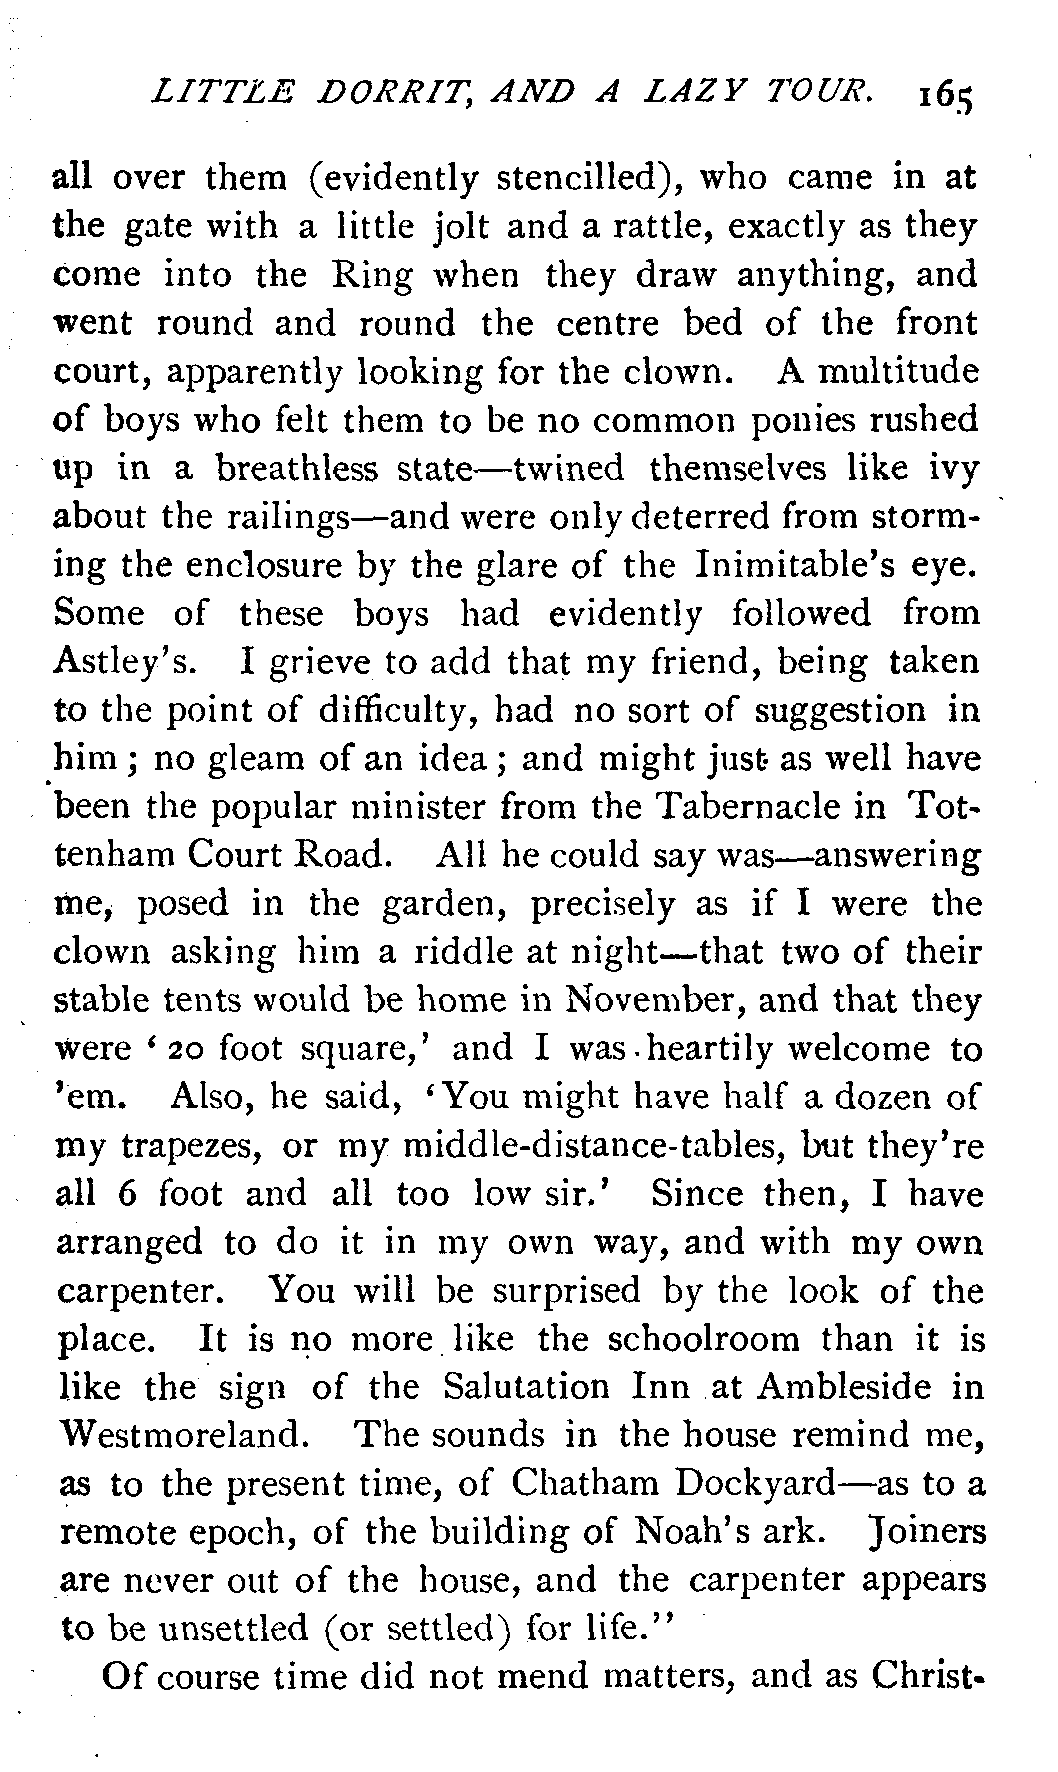 LITTLE DORRIT, AND A LAZY TOUR. 165
all over them (evidently stencilled), who came in at
the gate with a little jolt and a rattle, exactly as they
come into the Ring when they draw anything, and
went round and round the centre bed of the front
court, apparently looking for the clown. A multitude
of boys who felt them to be no common ponies rushed
up in a breathless state—twined themselves like ivy
about the railings—and were only deterred from storm-
ing the enclosure by the glare of the Inimitable's eye.
Some of these boys had evidently followed from
Astley's. I grieve to add that my friend, being taken
to the point of difficulty, had no sort of suggestion in
him ; no gleam of an idea ; and might just as well have
been the popular minister from the Tabernacle in Tot-
tenham Court Road. All he could say was—answering
me, posed in the garden, precisely as if I were the
clown asking him a riddle at night—that two of their
stable tents would be home in November, and that they
were ' 20 foot square,' and I was heartily welcome to
'em. Also, he said, 'You might have half a dozen of
my trapezes, or my middle-distance-tables, but they're
all 6 foot and all too low sir.' Since then, I have
arranged to do it in my own way, and with my own
carpenter. You will be surprised by the look of the
place. It is no more like the schoolroom than it is
like the sign of the Salutation Inn at Ambleside in
Westmoreland. The sounds in the house remind me,
as to the present time, of Chatham Dockyard—as to a
remote epoch, of the building of Noah's ark. Joiners
are never out of the house, and the carpenter appears
to be unsettled (or settled) for life."
Of course time did not mend matters, and as Christ-